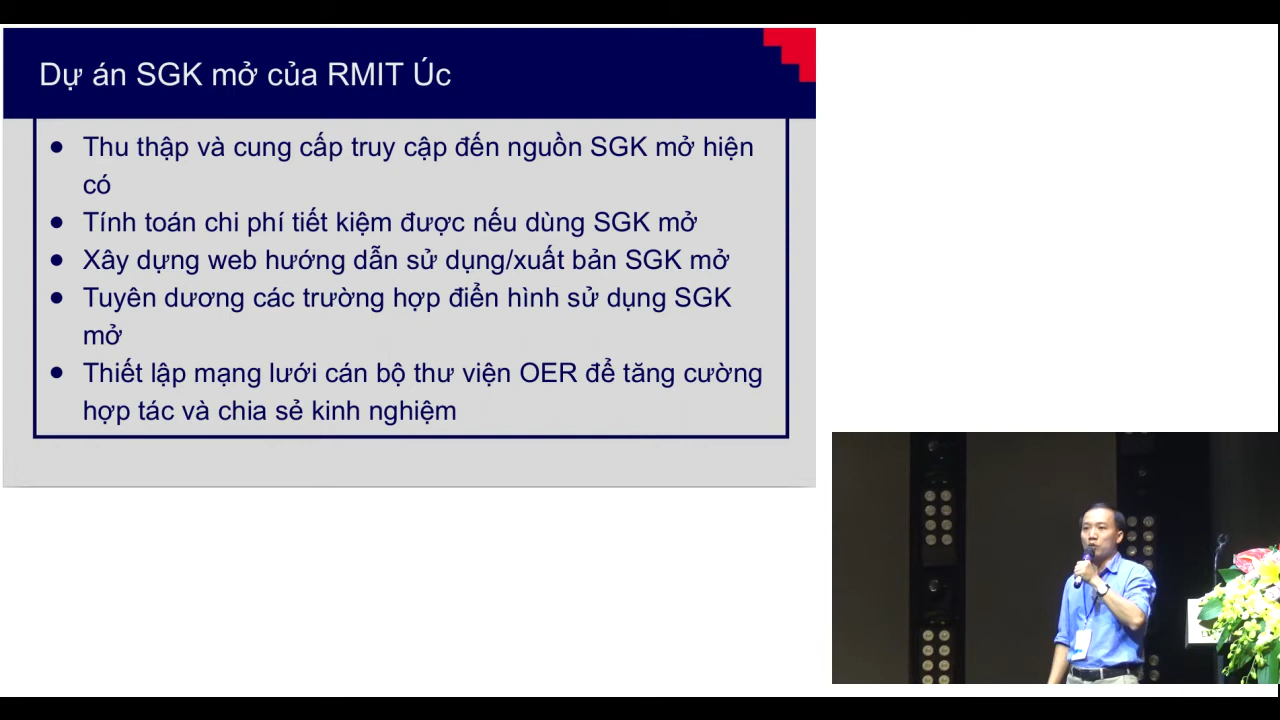 Dự án SGK mở của RMIT Úc
● Thu thập và cung cấp truy cập đến nguồn SGK mở hiện
có
● Tính toán chi phí tiết kiệm được nếu dùng SGK mở
● Xây dựng web hướng dẫn sử dụng/xuất bản SGK mở
● Tuyên dương các trường hợp điển hình sử dụng SGK
mở
● Thiết lập mạng lưới cán bộ thư viện OER để tăng cường
hợp tác và chia sẻ kinh nghiệm